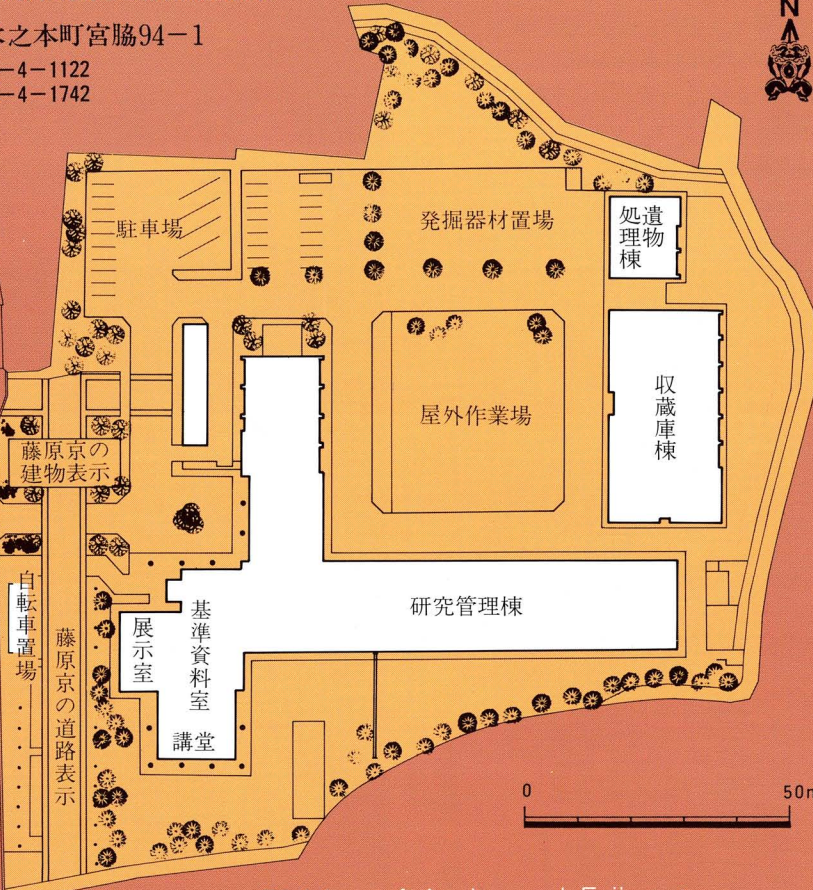 木之本町宮脇94-1
-4-1122
-4-1742
N
駐車場
発掘器材置場
遺物
処理棟
収蔵庫棟
屋外作業場
藤原京の
建物表示
自転車置場
藤原京の道路表示
展示室
基準資料室
講堂
研究管理棟
0
50m